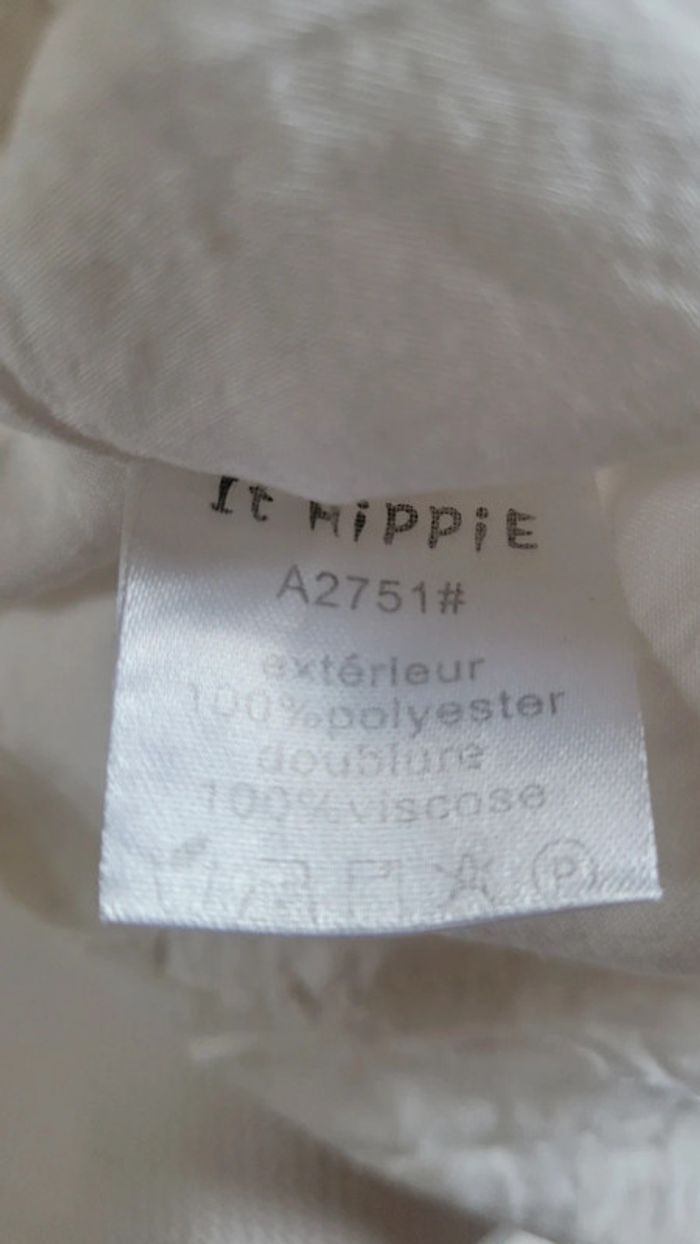 It HiPPiE
A2751#
extérieur
100%polyester
doublure
100%viscose
P